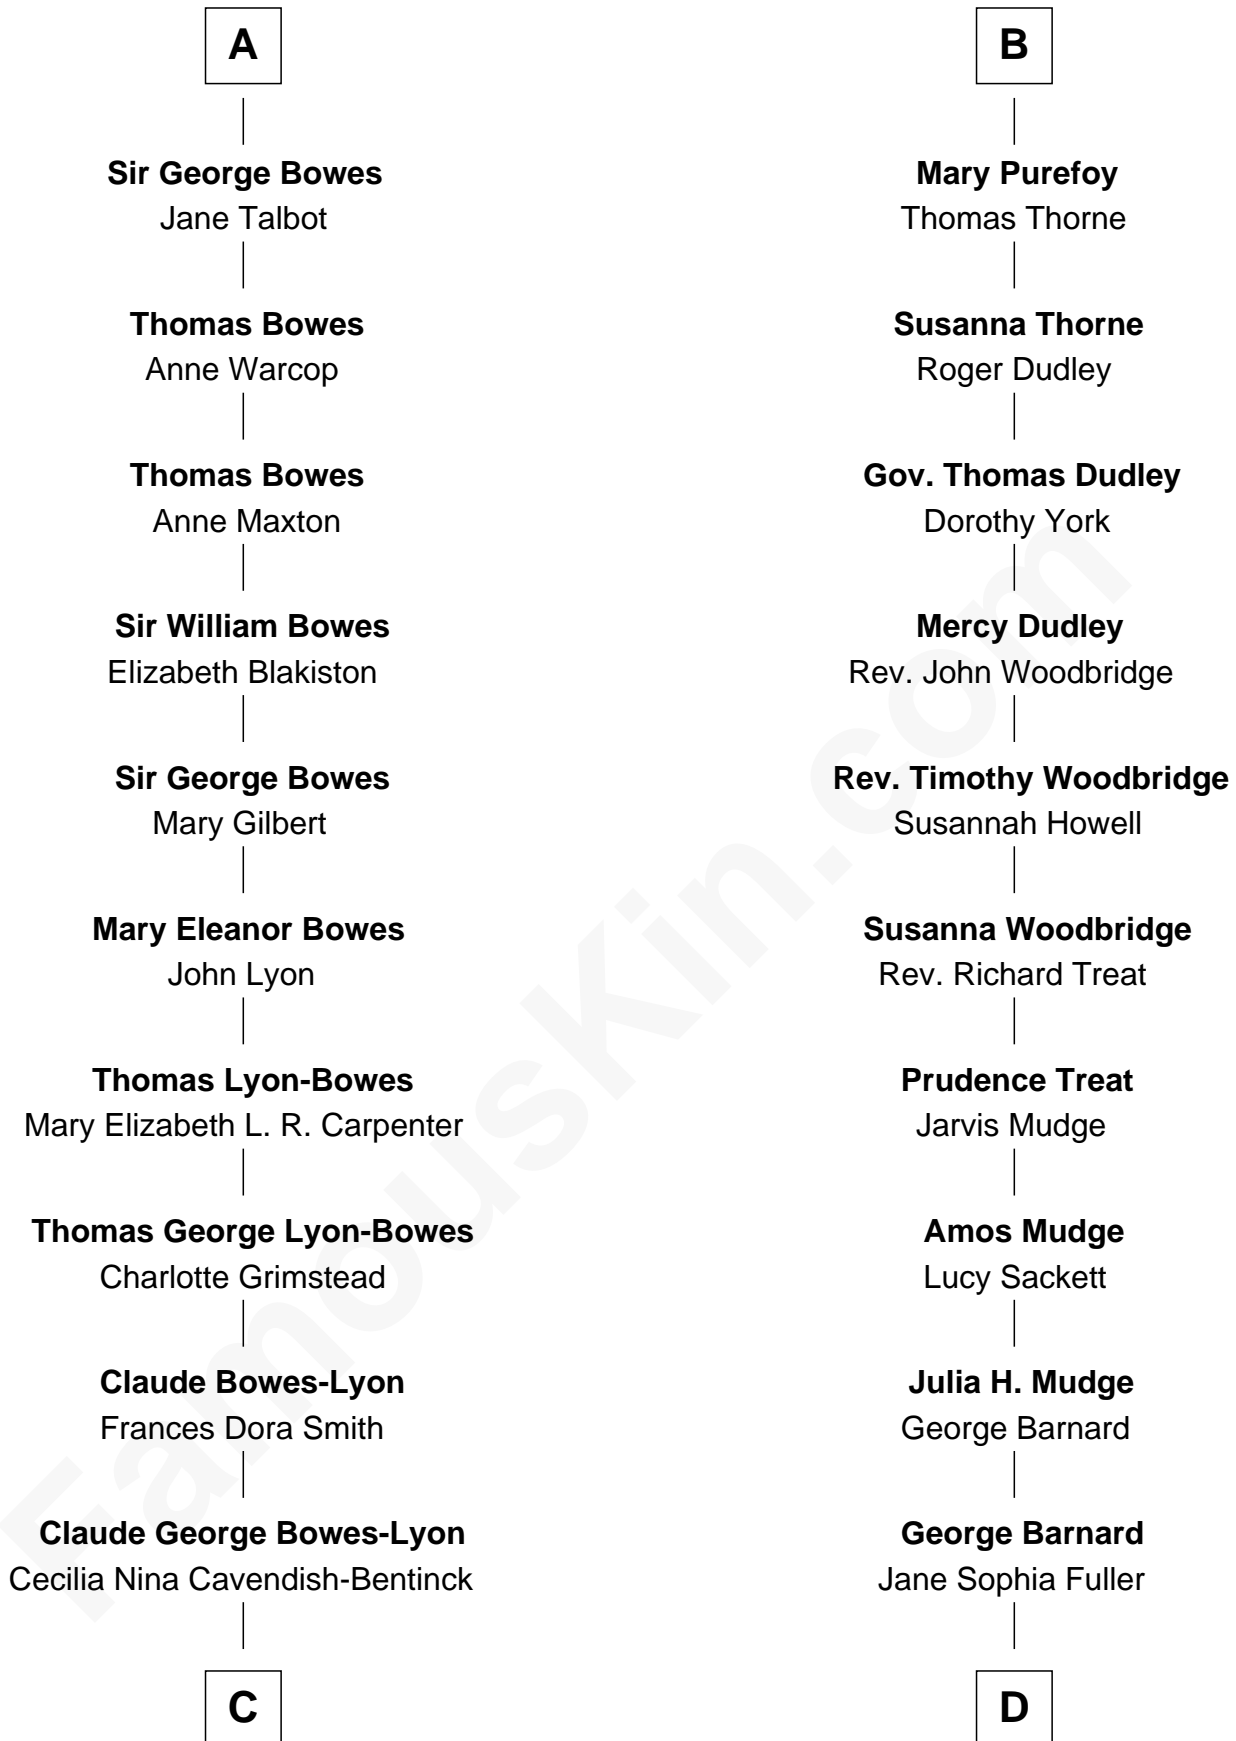 A
Sir George Bowes
Jane Talbot
Thomas Bowes
Anne Warcop
Thomas Bowes
Anne Maxton
Sir William Bowes
Elizabeth Blakiston
Sir George Bowes
Mary Gilbert
Mary Eleanor Bowes
John Lyon
Thomas Lyon-Bowes
Mary Elizabeth L. R. Carpenter
Thomas George Lyon-Bowes
Charlotte Grimstead
Claude Bowes-Lyon
Frances Dora Smith
Claude George Bowes-Lyon
Cecilia Nina Cavendish-Bentinck
C
B
Mary Purefoy
Thomas Thorne
Susanna Thorne
Roger Dudley
Gov. Thomas Dudley
Dorothy York
Mercy Dudley
Rev. John Woodbridge
Rev. Timothy Woodbridge
Susannah Howell
Susanna Woodbridge
Rev. Richard Treat
Prudence Treat
Jarvis Mudge
Amos Mudge
Lucy Sackett
Julia H. Mudge
George Barnard
George Barnard
Jane Sophia Fuller
D
FamousKin.com